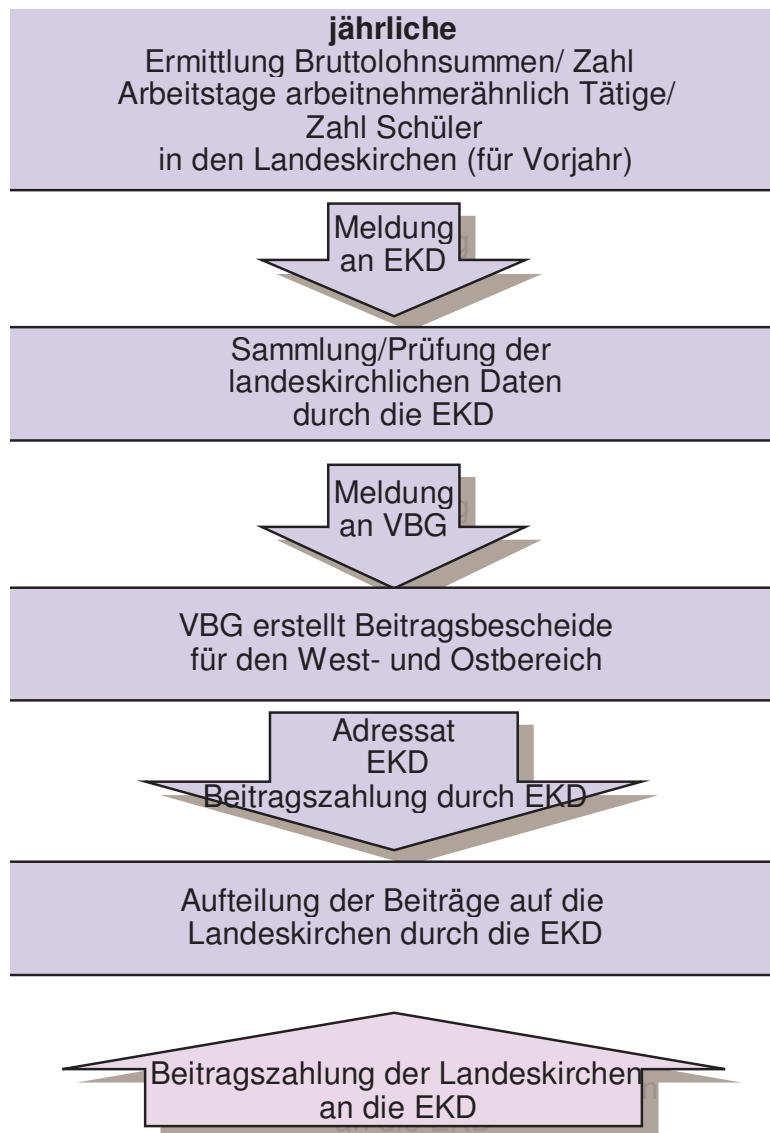 jährliche
Ermittlung Bruttolohnsummen/ Zahl
Arbeitstage arbeitnehmerähnlich Tätige/
Zahl Schüler
in den Landeskirchen (für Vorjahr)
Meldung
an EKD
Sammlung/Prüfung der
landeskirchlichen Daten
durch die EKD
Meldung
an VBG
VBG erstellt Beitragsbescheide
für den West- und Ostbereich
Adressat
EKD
Beitragszahlung durch EKD
Aufteilung der Beiträge auf die
Landeskirchen durch die EKD
Beitragszahlung der Landeskirchen
an die EKD